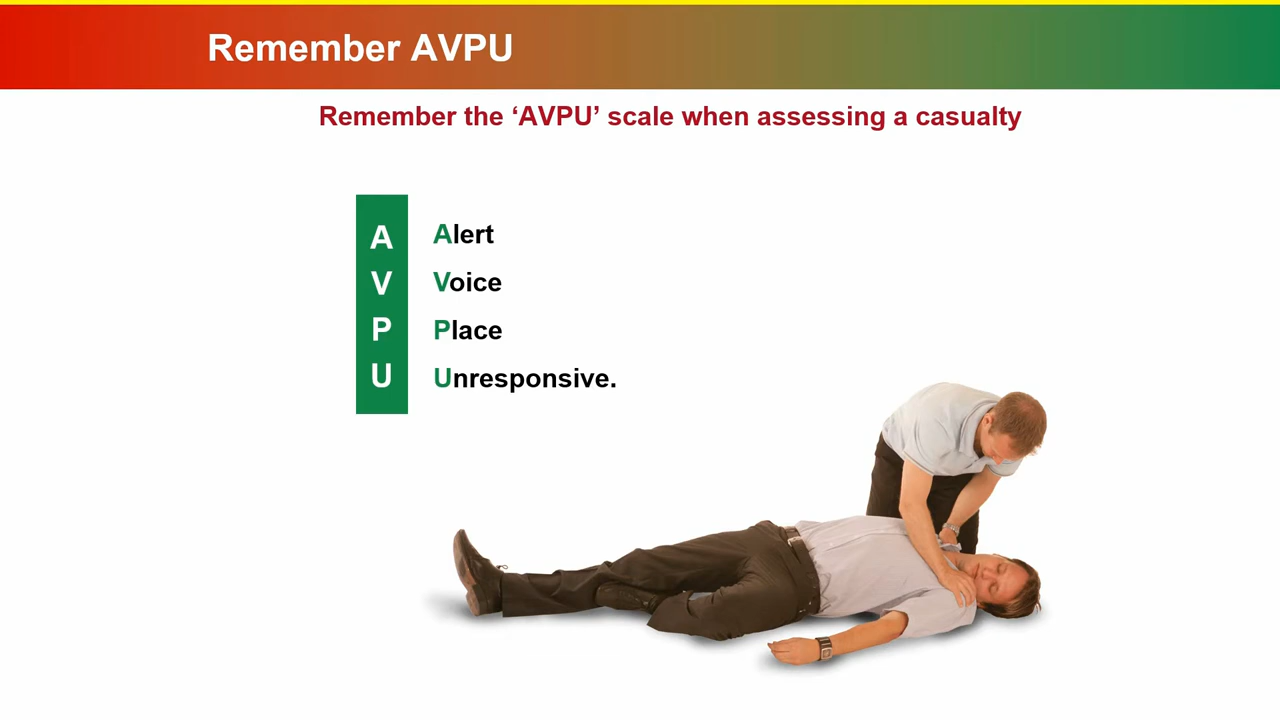 Remember AVPU
Remember the ‘AVPU’ scale when assessing a casualty
A Alert
V Voice
P Place
U Unresponsive.